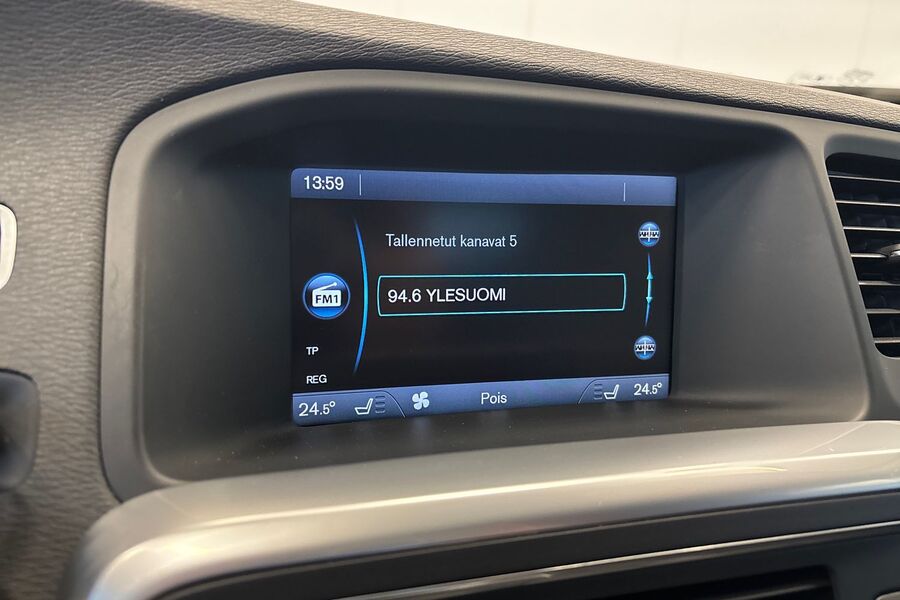 13:59
Tallennetut kanavat 5
FM1
94.6 YLESUOMI
TP
REG
24.5° Pois 24.5°